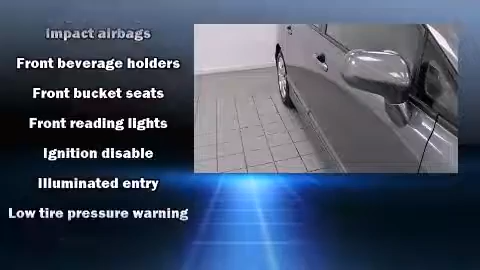 impact airbags
Front beverage holders
Front bucket seats
Front reading lights
Ignition disable
Illuminated entry
Low tire pressure warning